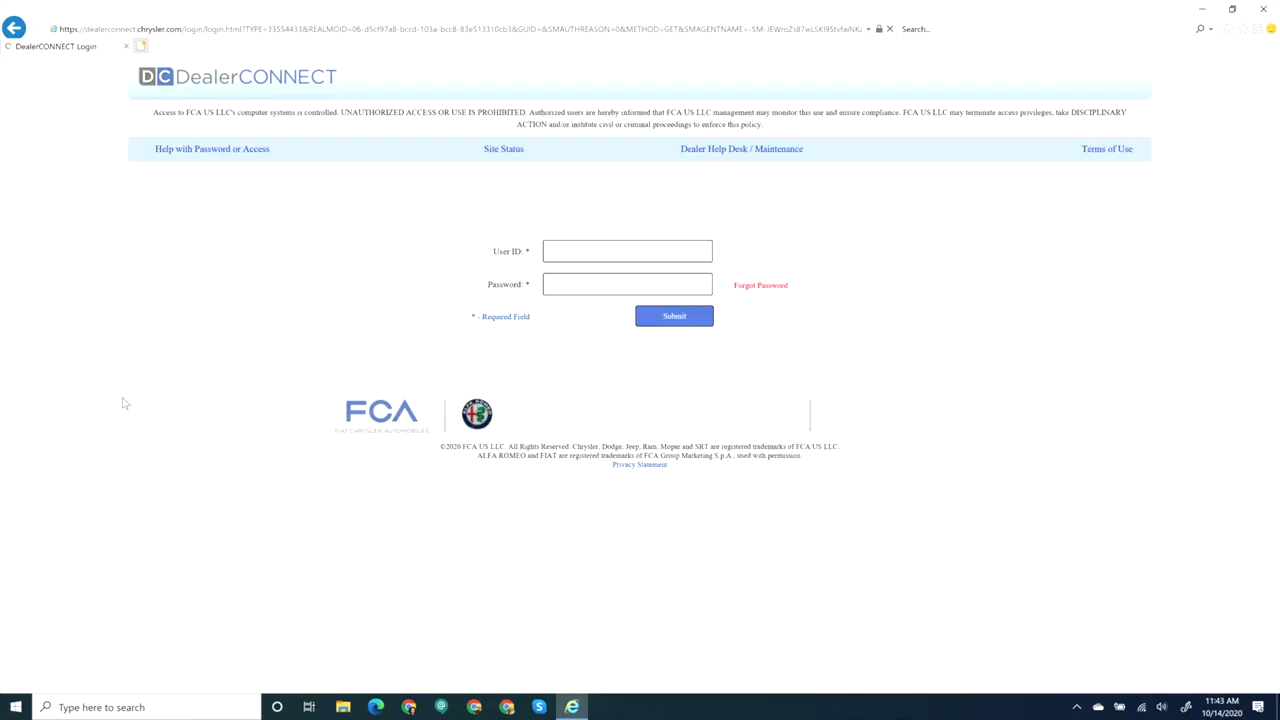 https://dealerconnect.chrysler.com/login/login.html?TYPE=33554433&REALMOID=06-d5cf97a8-bccd-103a-bcc8-83e513310cb3&GUID=&SMAUTHREASON=0&METHOD=GET&SMAGENTNAME=
Search...
DealerCONNECT Login
DC DealerCONNECT
Access to FCA US LLC's computer systems is controlled. UNAUTHORIZED ACCESS OR USE IS PROHIBITED. Authorized users are hereby informed that FCA US LLC management may monitor this use and ensure compliance. FCA US LLC may terminate access privileges, take DISCIPLINARY
ACTION and/or institute civil or criminal proceedings to enforce this policy.
Help with Password or Access Site Status Dealer Help Desk / Maintenance Terms of Use
User ID: *
Password: * Forgot Password
* - Required Field Submit
FCA
FIAT CHRYSLER AUTOMOBILES
©2020 FCA US LLC. All Rights Reserved. Chrysler, Dodge, Jeep, Ram, Mopar and SRT are registered trademarks of FCA US LLC.
ALFA ROMEO and FIAT are registered trademarks of FCA Group Marketing S.p.A., used with permission.
Privacy Statement
Type here to search
11:43 AM
10/14/2020